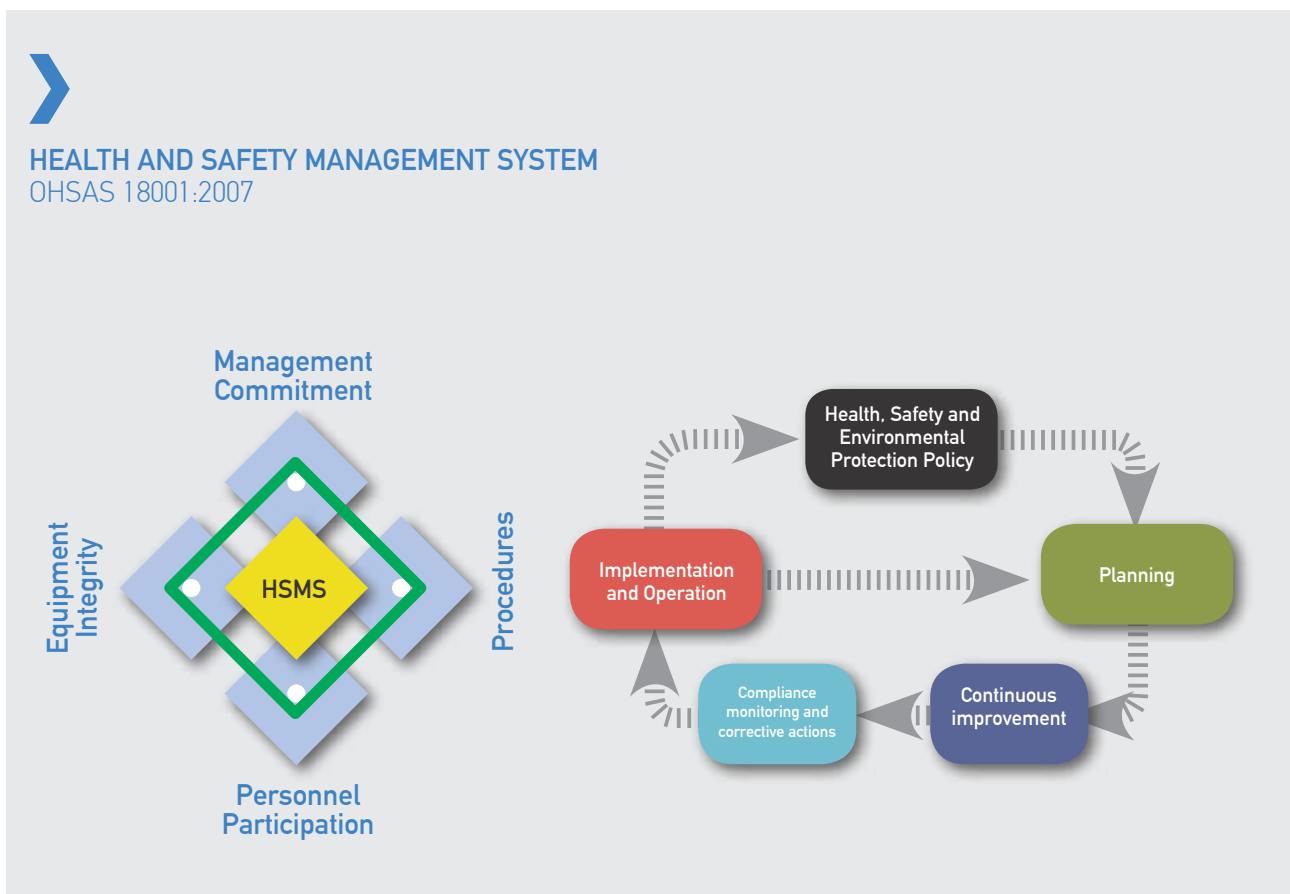 HEALTH AND SAFETY MANAGEMENT SYSTEM
OHSAS 18001:2007
Management
Commitment
Equipment
Integrity
HSMS
Procedures
Personnel
Participation
Health, Safety and
Environmental
Protection Policy
Implementation
and Operation
Planning
Compliance
monitoring and
corrective actions
Continuous
improvement